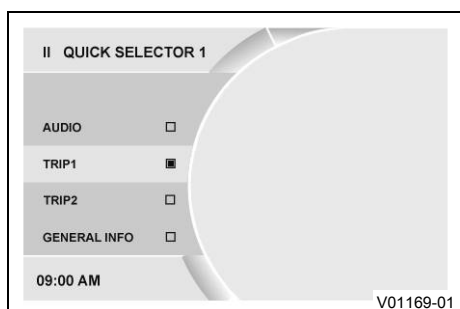 II QUICK SELECTOR 1
AUDIO
TRIP1
TRIP2
GENERAL INFO
09:00 AM
V01169-01